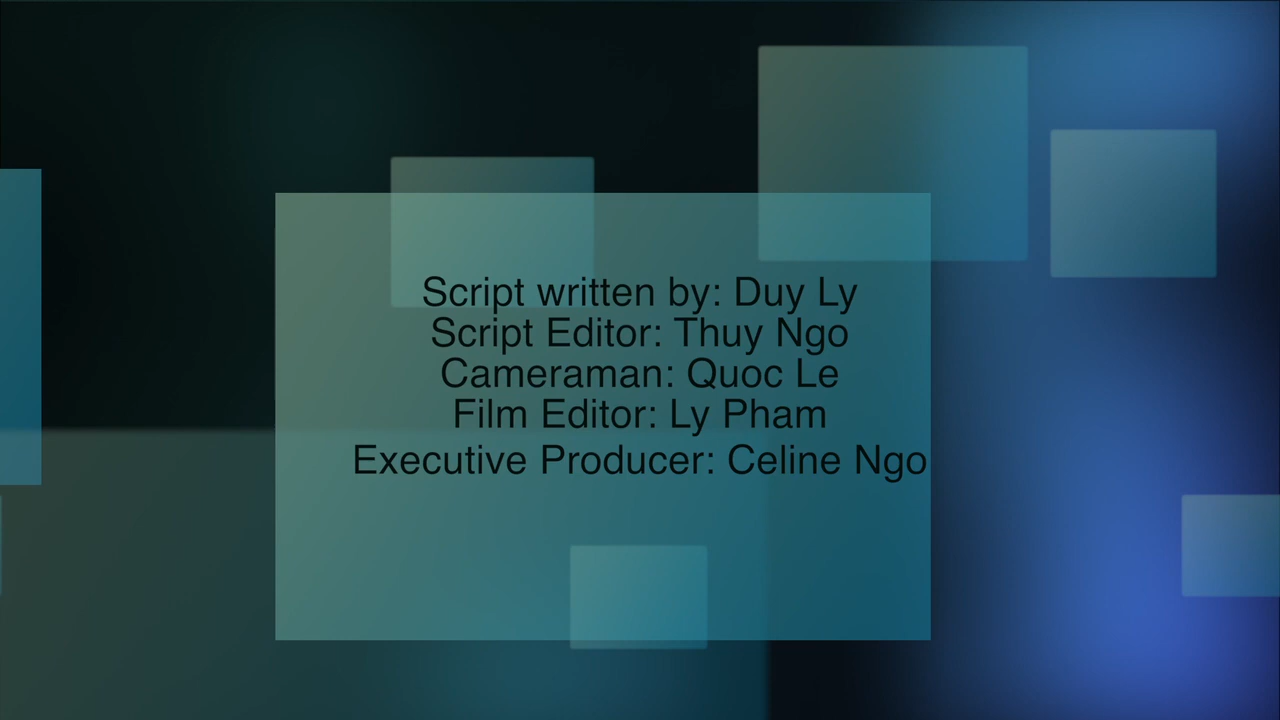 Script written by: Duy Ly
Script Editor: Thuy Ngo
Cameraman: Quoc Le
Film Editor: Ly Pham
Executive Producer: Celine Ngo